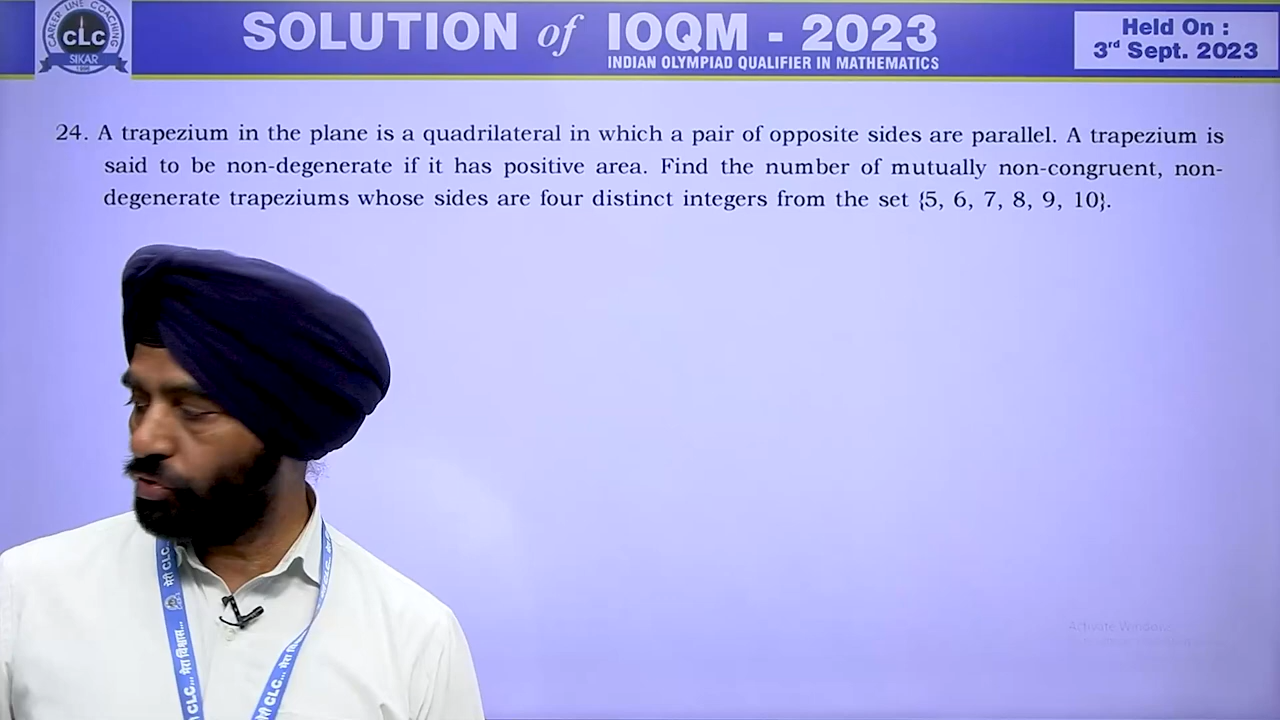 CAREER LINE COACHING
CLC
SIKAR
SOLUTION of IOQM - 2023
INDIAN OLYMPIAD QUALIFIER IN MATHEMATICS
Held On :
3rd Sept. 2023
24. A trapezium in the plane is a quadrilateral in which a pair of opposite sides are parallel. A trapezium is
said to be non-degenerate if it has positive area. Find the number of mutually non-congruent, non-
degenerate trapeziums whose sides are four distinct integers from the set {5, 6, 7, 8, 9, 10}.
मेरी CLC...
मेरा विश्वास...
CLC... मेरा विश्वास...
Activate Windows